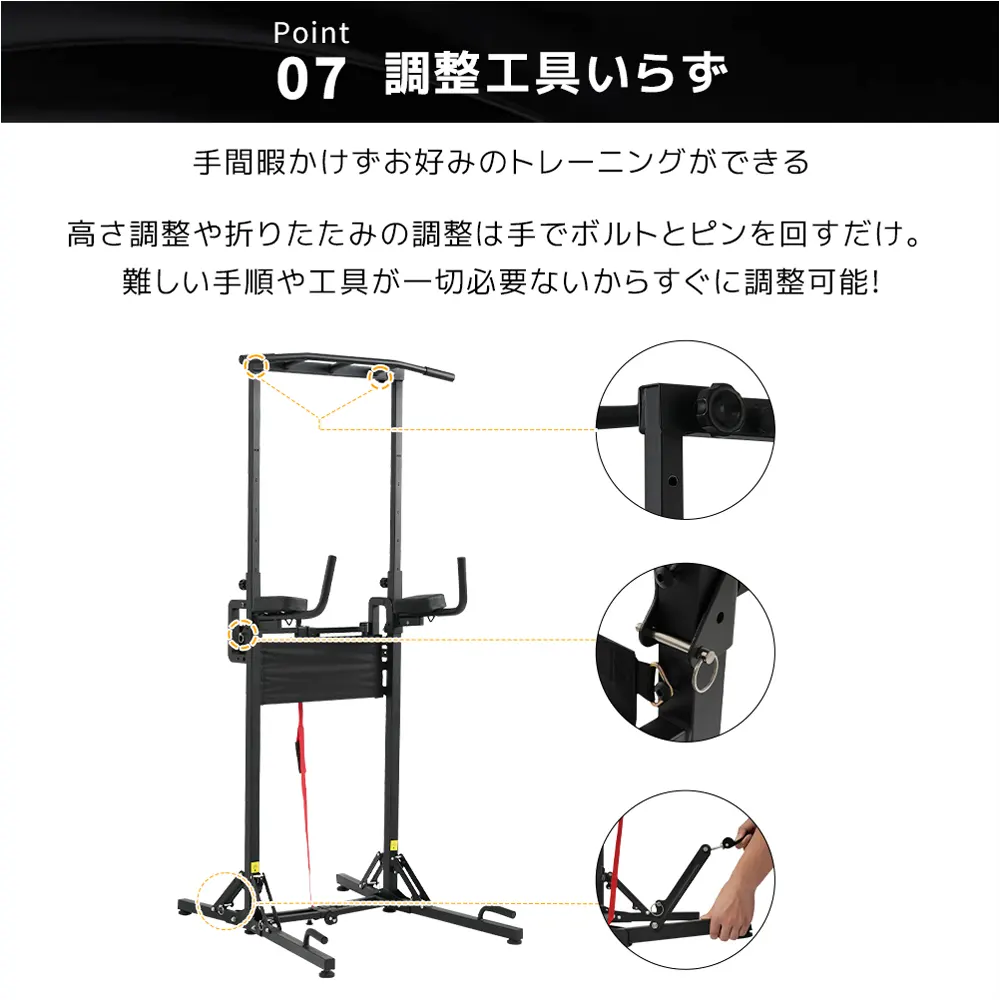 Point
07 調整工具いらず
手間暇かけずお好みのトレーニングができる
高さ調整や折りたたみの調整は手でボルトとピンを回すだけ。
難しい手順や工具が一切必要ないからすぐに調整可能!